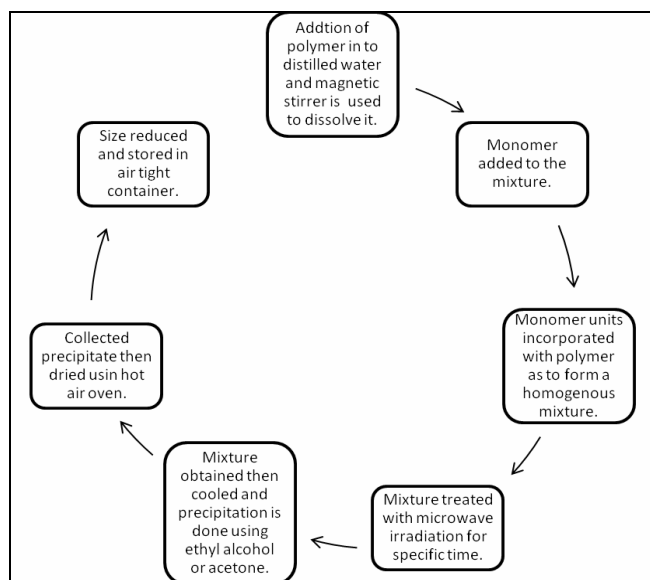 Addtion of
polymer in to
distilled water
and magnetic
stirrer is used
to dissolve it.
Monomer
added to the
mixture.
Monomer units
incorporated
with polymer
as to form a
homogenous
mixture.
Mixture treated
with microwave
irradiation for
specific time.
Mixture
obtained then
cooled and
precipitation is
done using
ethyl alcohol
or acetone.
Collected
precipitate then
dried usin hot
air oven.
Size reduced
and stored in
air tight
container.